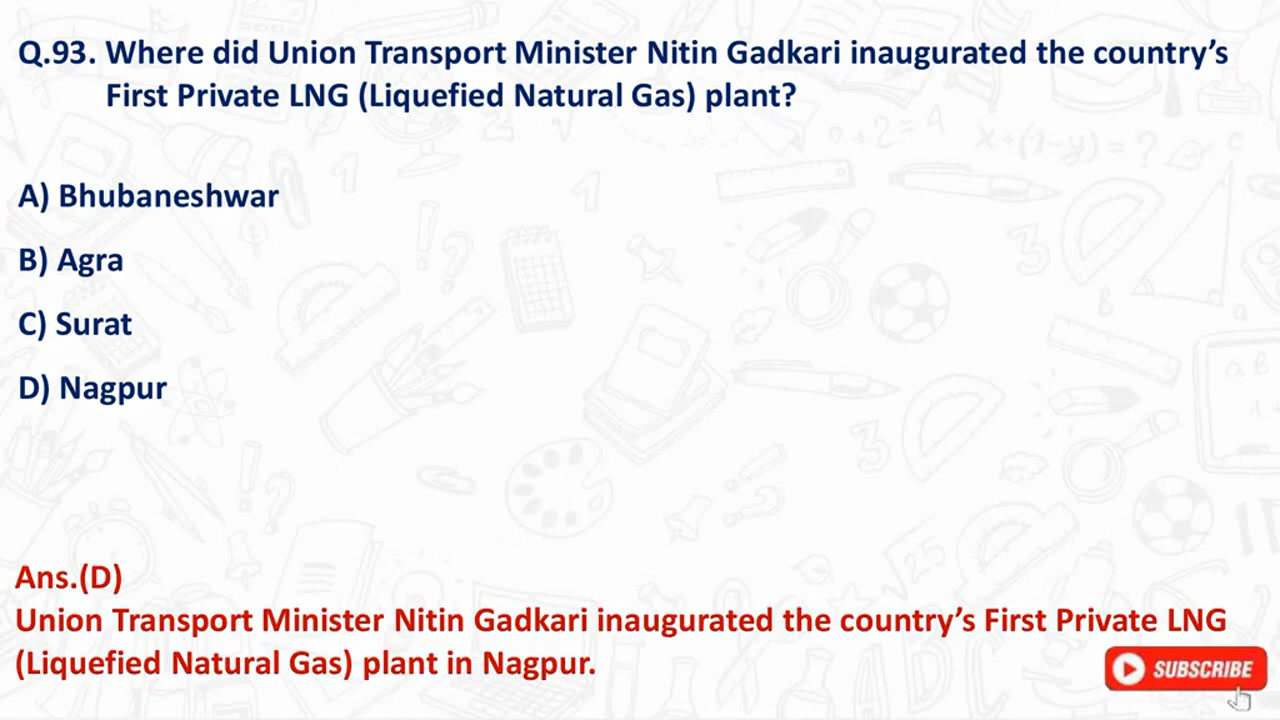 Q.93. Where did Union Transport Minister Nitin Gadkari inaugurated the country’s
First Private LNG (Liquefied Natural Gas) plant?
A) Bhubaneshwar
B) Agra
C) Surat
D) Nagpur
Ans.(D)
Union Transport Minister Nitin Gadkari inaugurated the country’s First Private LNG
(Liquefied Natural Gas) plant in Nagpur.
SUBSCRIBE